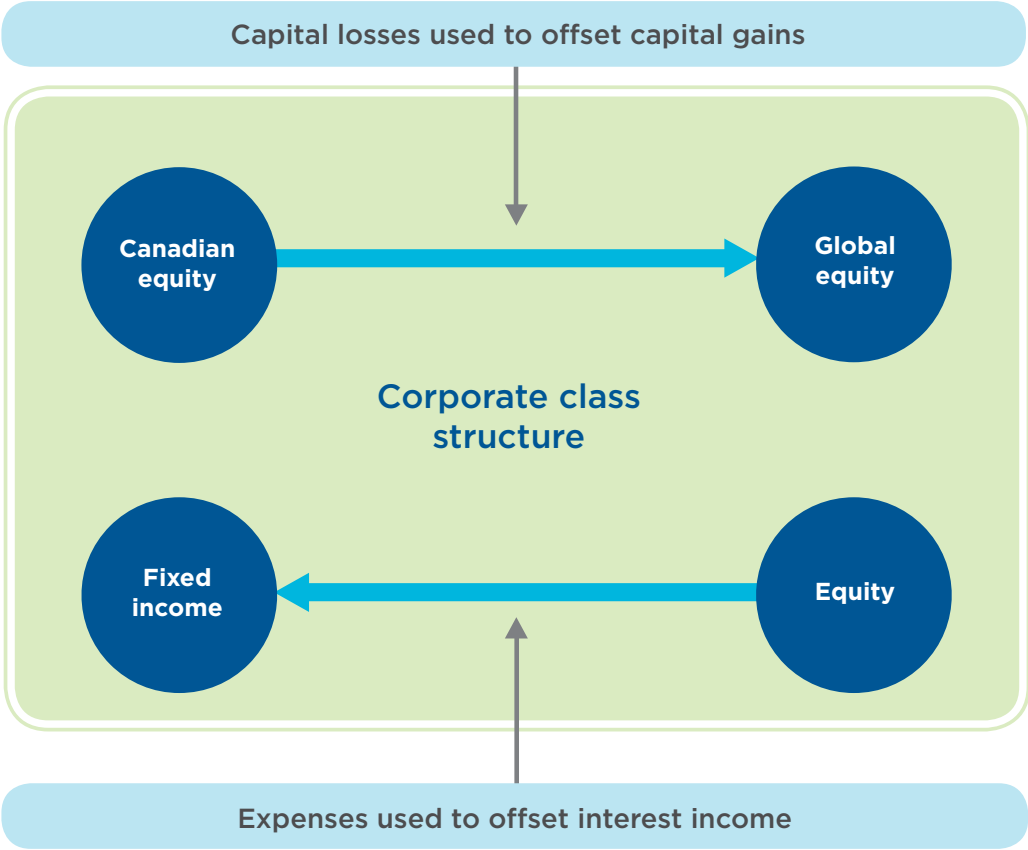 Capital losses used to offset capital gains
Canadian
equity
Global
equity
Corporate class
structure
Fixed
income
Equity
Expenses used to offset interest income